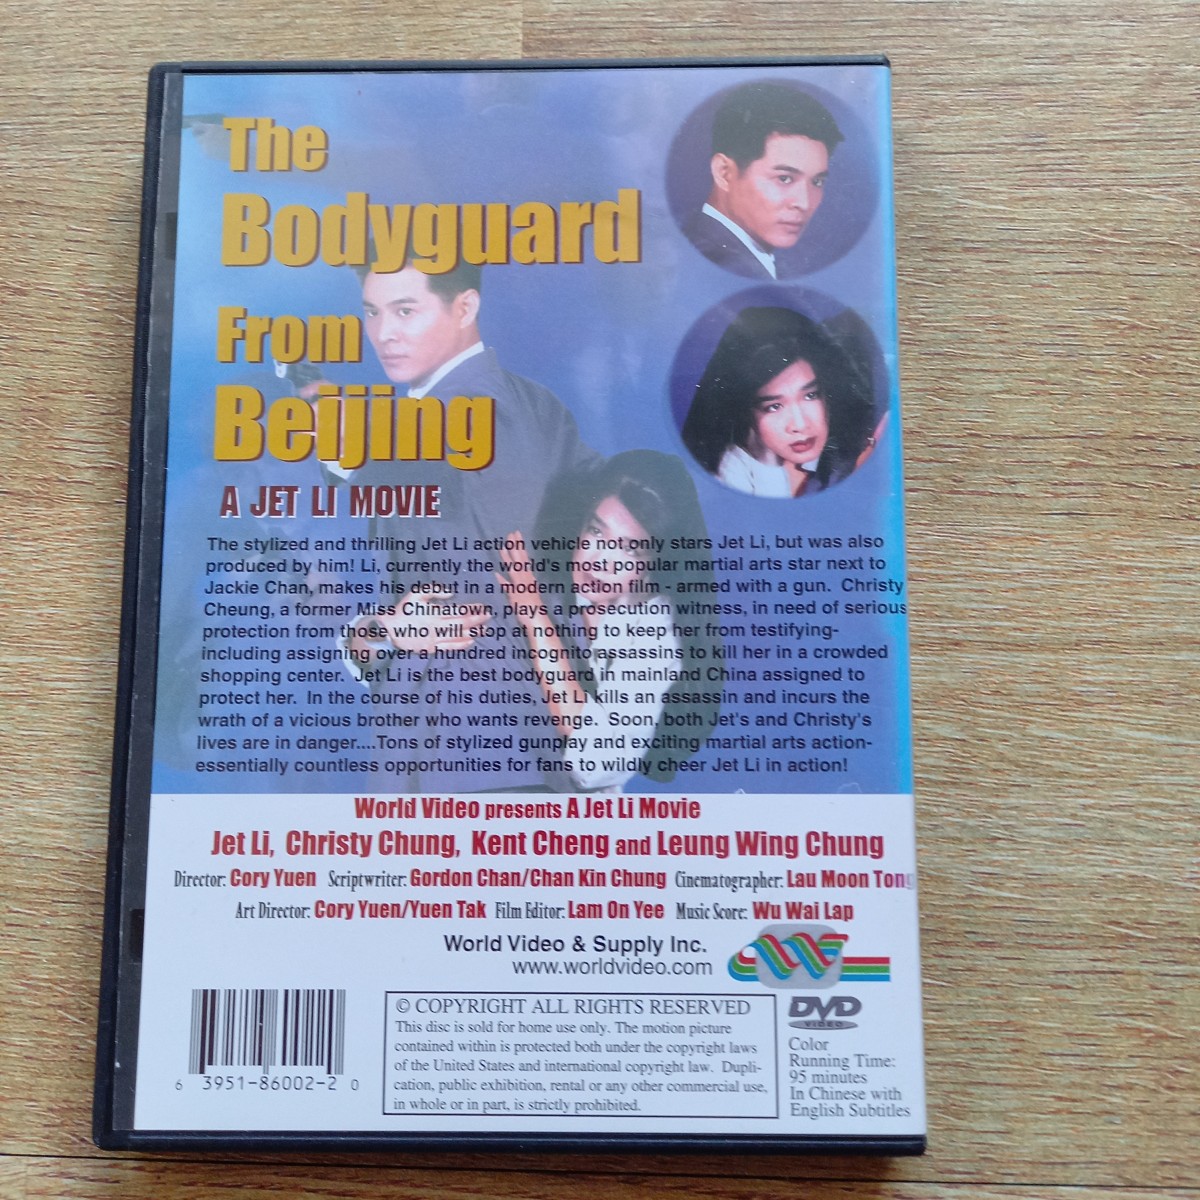 The
Bodyguard
From
Beijing
A JET LI MOVIE
The stylized and thrilling Jet Li action vehicle not only stars Jet Li, but was also
produced by him! Li, currently the world's most popular martial arts star next to
Jackie Chan, makes his debut in a modern action film - armed with a gun. Christy
Cheung, a former Miss Chinatown, plays a prosecution witness, in need of serious
protection from those who will stop at nothing to keep her from testifying-
including assigning over a hundred incognito assassins to kill her in a crowded
shopping center. Jet Li is the best bodyguard in mainland China assigned to
protect her. In the course of his duties, Jet Li kills an assassin and incurs the
wrath of a vicious brother who wants revenge. Soon, both Jet's and Christy's
lives are in danger....Tons of stylized gunplay and exciting martial arts action-
essentially countless opportunities for fans to wildly cheer Jet Li in action!
World Video presents A Jet Li Movie
Jet Li, Christy Chung, Kent Cheng and Leung Wing Chung
Director: Cory Yuen Scriptwriter: Gordon Chan/Chan Kin Chung Cinematographer: Lau Moon Tong
Art Director: Cory Yuen/Yuen Tak Film Editor: Lam On Yee Music Score: Wu Wai Lap
World Video & Supply Inc.
www.worldvideo.com
6 3951-86002-2 0
© COPYRIGHT ALL RIGHTS RESERVED
This disc is sold for home use only. The motion picture
contained within is protected both under the copyright laws
of the United States and international copyright law. Dupli-
cation, public exhibition, rental or any other commercial use,
in whole or in part, is strictly prohibited.
DVD
VIDEO
Color
Running Time:
95 minutes
In Chinese with
English Subtitles